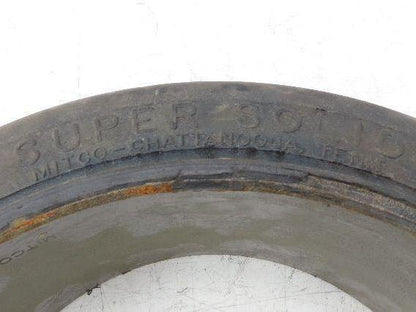 SUPER SOLID
MITCO-CHATTANOOGA, TENN.